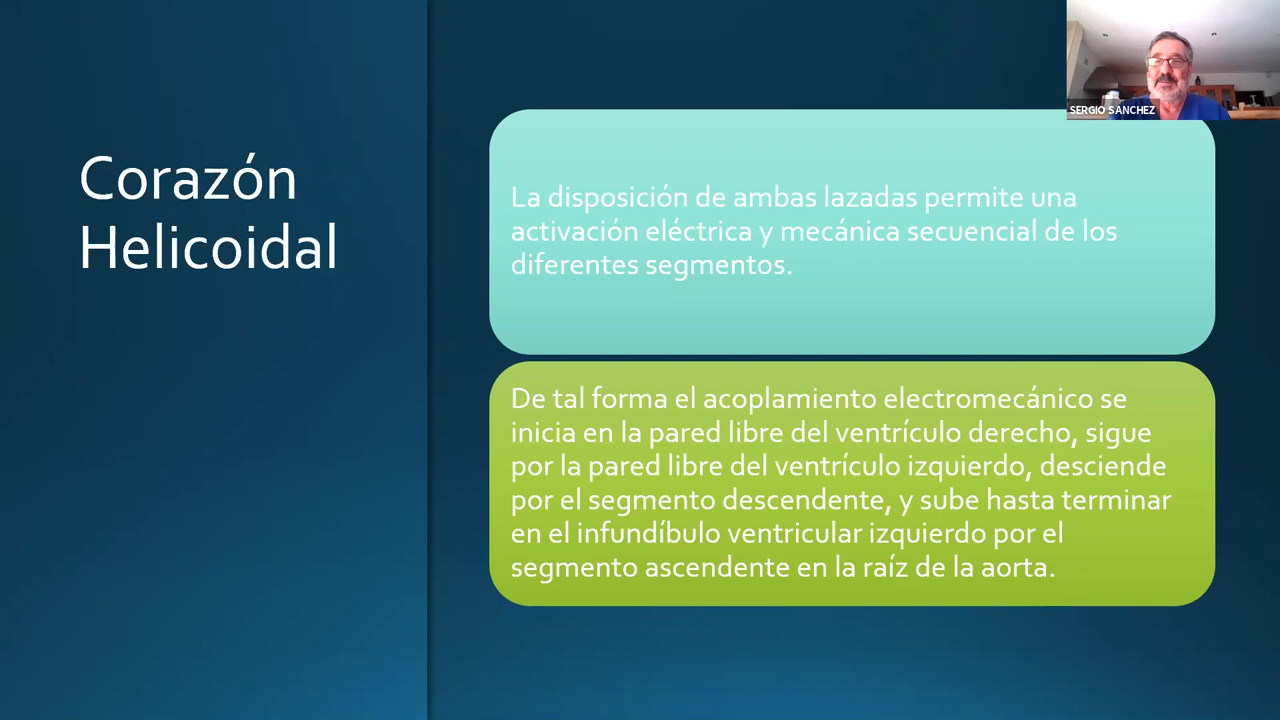 Corazón
Helicoidal
SERGIO SANCHEZ
La disposición de ambas lazadas permite una
activación eléctrica y mecánica secuencial de los
diferentes segmentos.
De tal forma el acoplamiento electromecánico se
inicia en la pared libre del ventrículo derecho, sigue
por la pared libre del ventrículo izquierdo, desciende
por el segmento descendente, y sube hasta terminar
en el infundíbulo ventricular izquierdo por el
segmento ascendente en la raíz de la aorta.